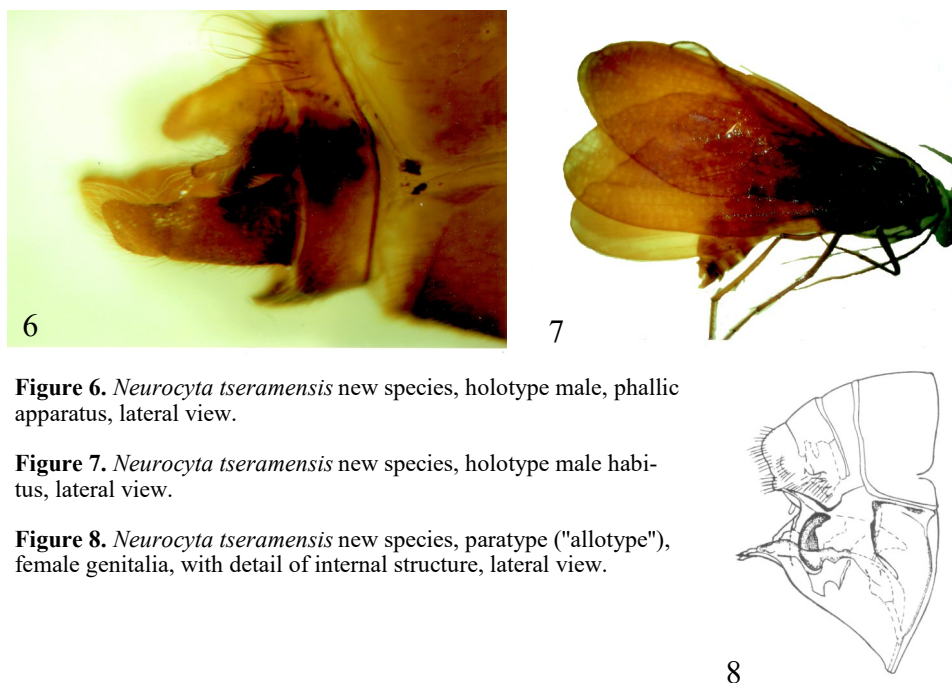 6
7
Figure 6. Neurocyta tseramensis new species, holotype male, phallic
apparatus, lateral view.
Figure 7. Neurocyta tseramensis new species, holotype male habi-
tus, lateral view.
Figure 8. Neurocyta tseramensis new species, paratype ("allotype"),
female genitalia, with detail of internal structure, lateral view.
8